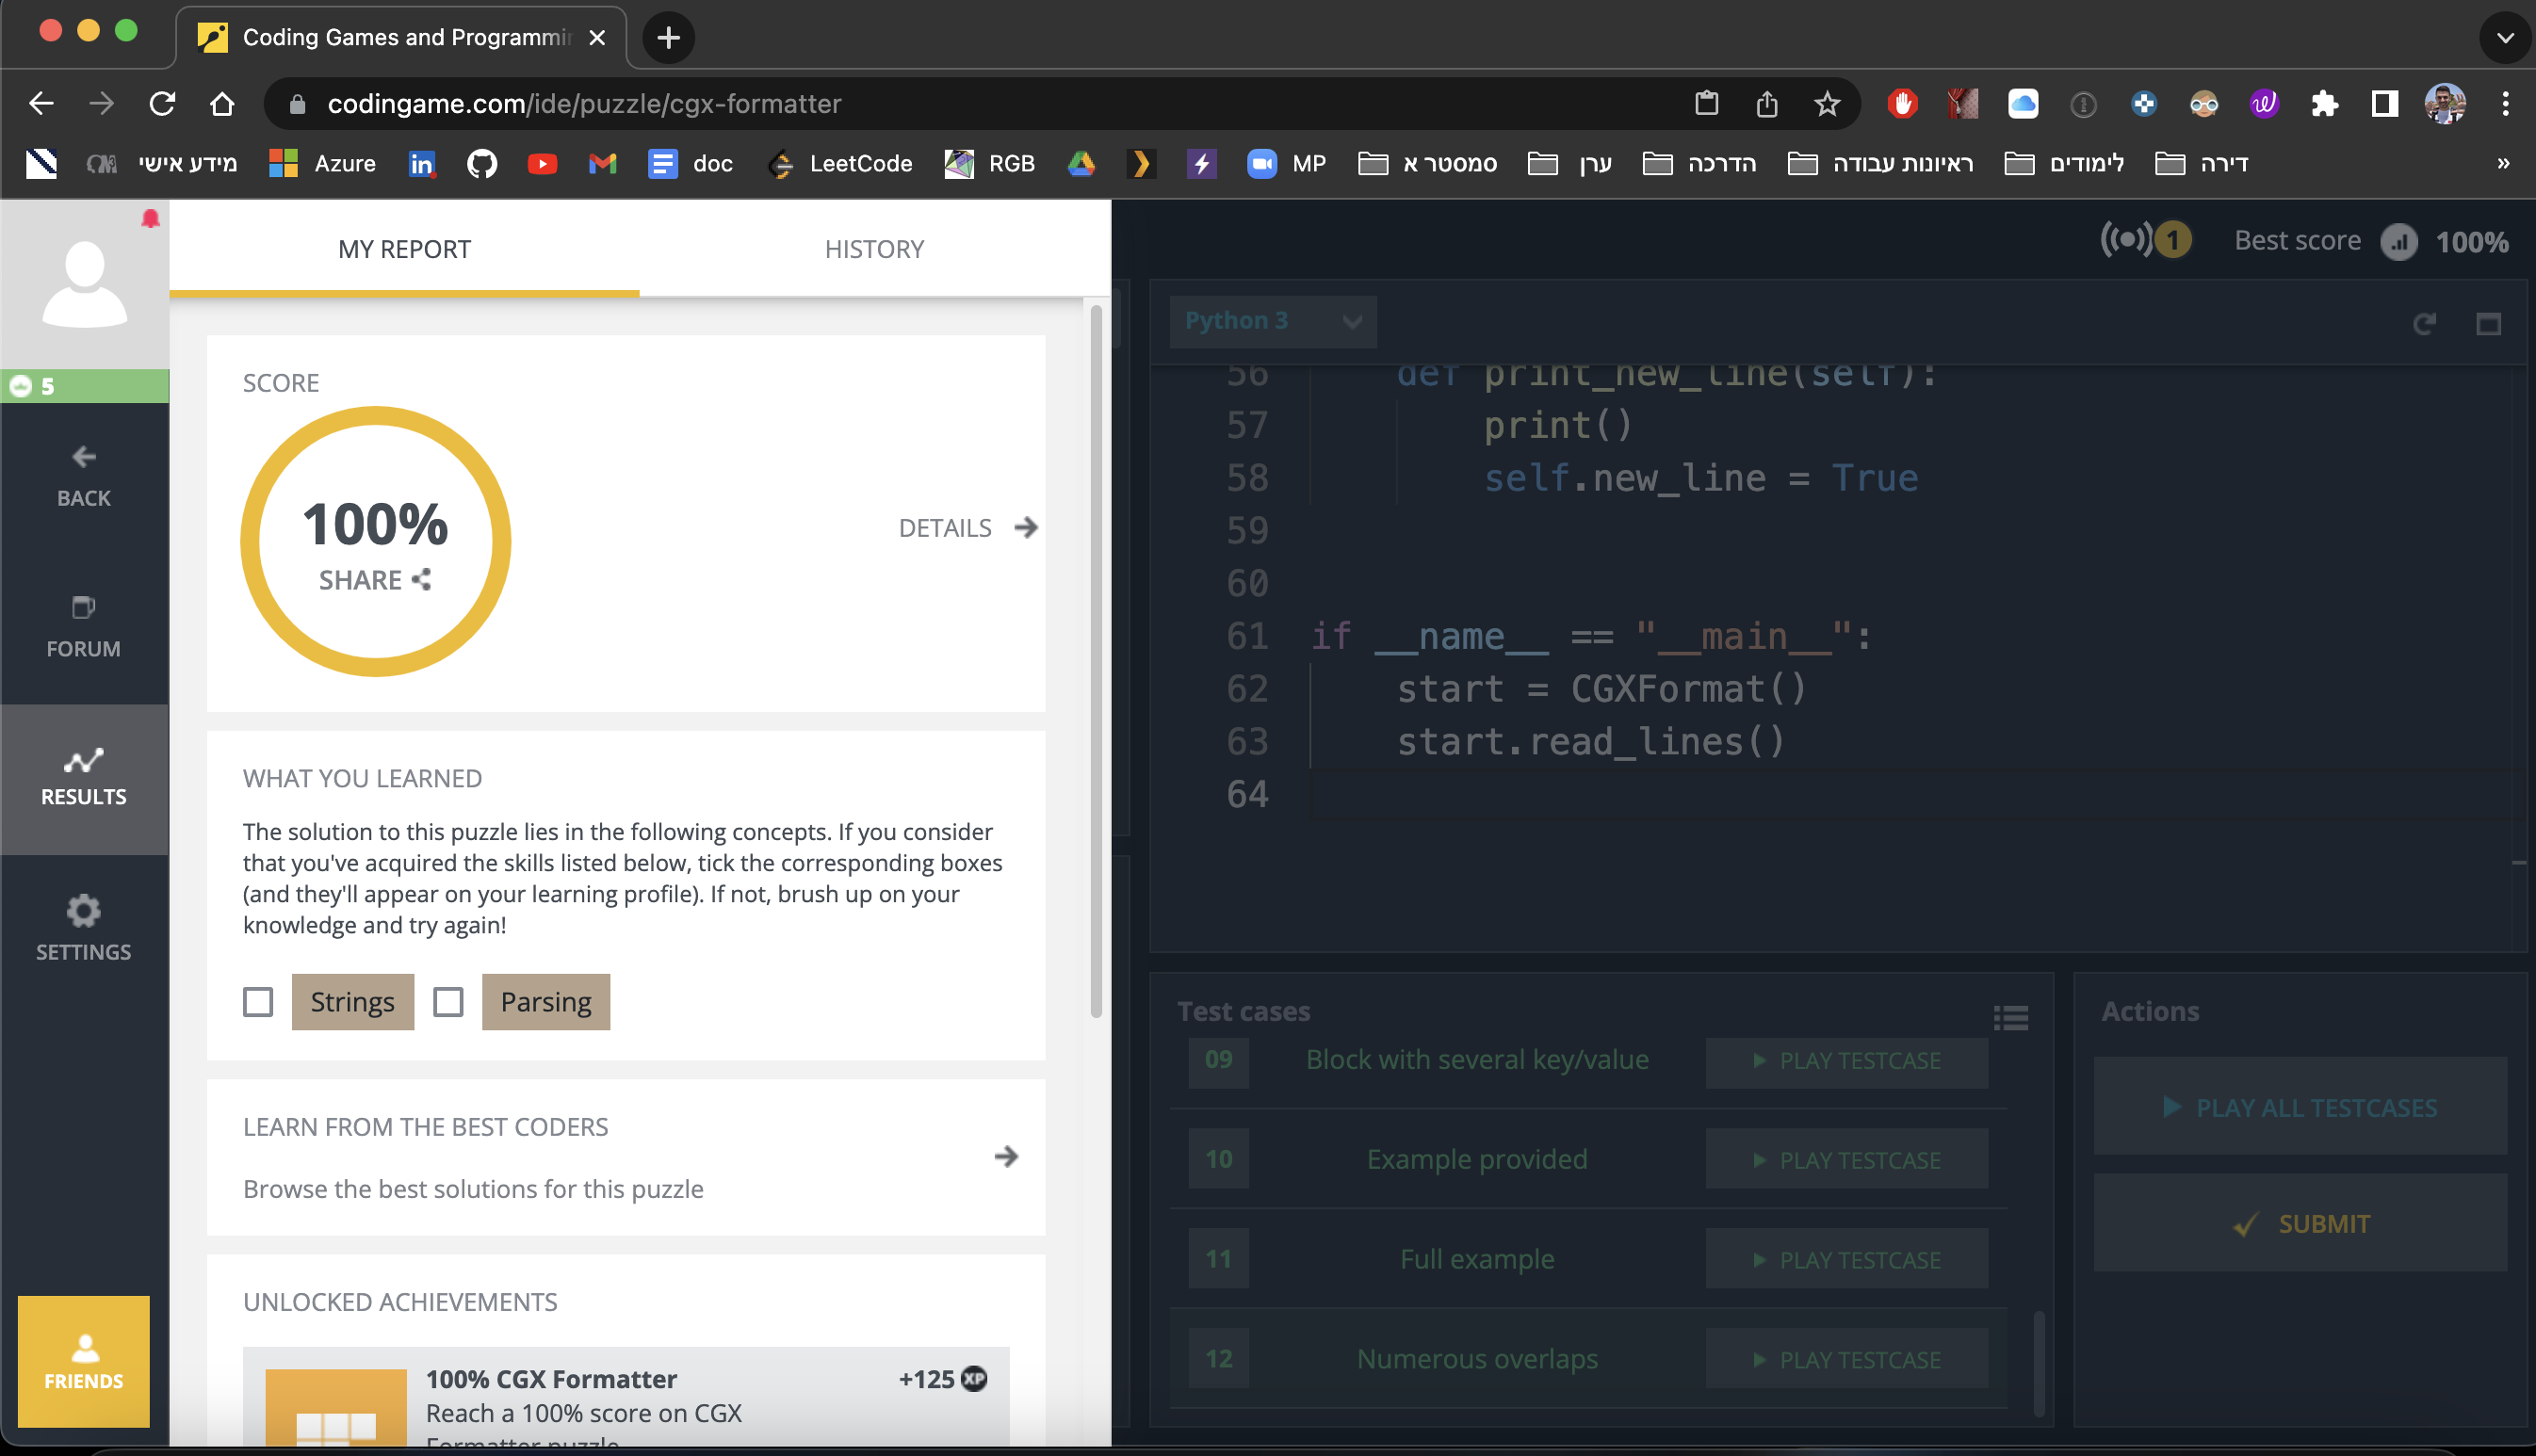 Coding Games and Programmin
codingame.com/ide/puzzle/cgx-formatter
מידע אישי
Azure
in
doc
LeetCode
RGB
MP
סמסטר א
ערן
הדרכה
ראיונות עבודה
לימודים
דירה
»
5
BACK
FORUM
RESULTS
SETTINGS
FRIENDS
MY REPORT
HISTORY
SCORE
100%
SHARE
DETAILS
WHAT YOU LEARNED
The solution to this puzzle lies in the following concepts. If you consider
that you've acquired the skills listed below, tick the corresponding boxes
(and they'll appear on your learning profile). If not, brush up on your
knowledge and try again!
Strings
Parsing
LEARN FROM THE BEST CODERS
Browse the best solutions for this puzzle
UNLOCKED ACHIEVEMENTS
100% CGX Formatter
+125 XP
Reach a 100% score on CGX
Formatter puzzle
1
Best score
100%
Python 3
56 def print_new_line(self):
57 print()
58 self.new_line = True
59
60
61 if __name__ == "__main__":
62 start = CGXFormat()
63 start.read_lines()
64
Test cases
09 Block with several key/value PLAY TESTCASE
10 Example provided PLAY TESTCASE
11 Full example PLAY TESTCASE
12 Numerous overlaps PLAY TESTCASE
Actions
PLAY ALL TESTCASES
SUBMIT